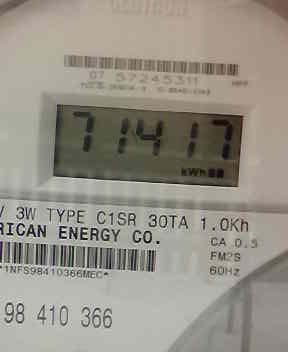 07 57245311
71417
kWh
V 3W TYPE C1SR 30TA 1.0Kh
RICAN ENERGY CO.
CA 0.5
FM2S
60Hz
*1NFS98410366MEC*
98 410 366